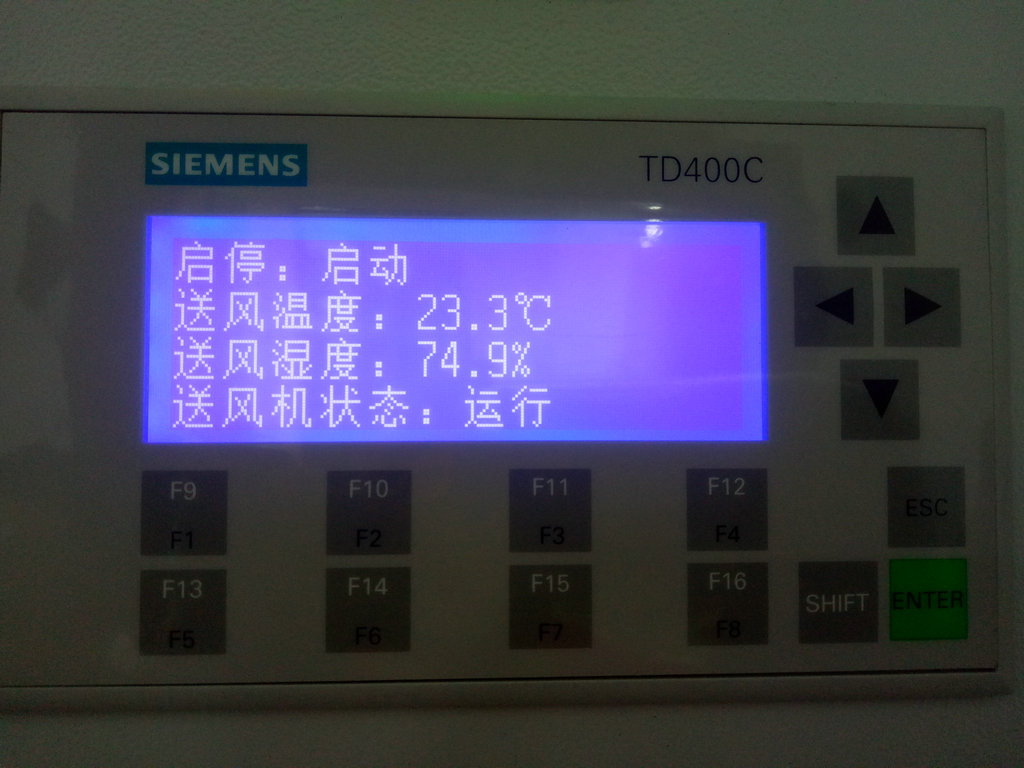 SIEMENS
TD400C
启停：启动
送风温度：23.3℃
送风湿度：74.9%
送风机状态：运行
F9 F10 F11 F12
F1 F2 F3 F4
ESC
F13 F14 F15 F16
F5 F6 F7 F8
SHIFT ENTER